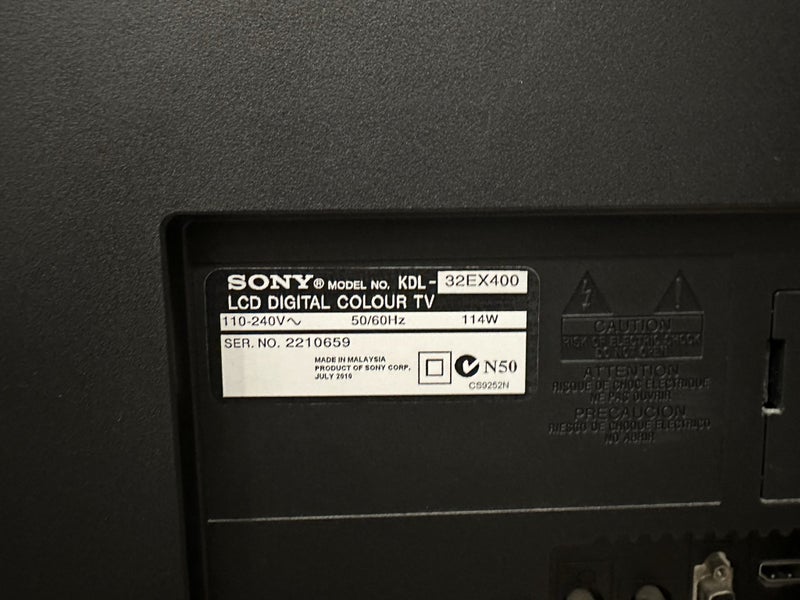 SONY® MODEL NO. KDL-32EX400
LCD DIGITAL COLOUR TV
110-240V~ 50/60Hz 114W
SER. NO. 2210659
MADE IN MALAYSIA
PRODUCT OF SONY CORP.
JULY 2010
N50
CS9252N
CAUTION
RISK OF ELECTRIC SHOCK
DO NOT OPEN
ATTENTION
RISQUE DE CHOC ELECTRIQUE
NE PAS OUVRIR
PRECAUCION
RIESGO DE CHOQUE ELECTRICO
NO ABRIR